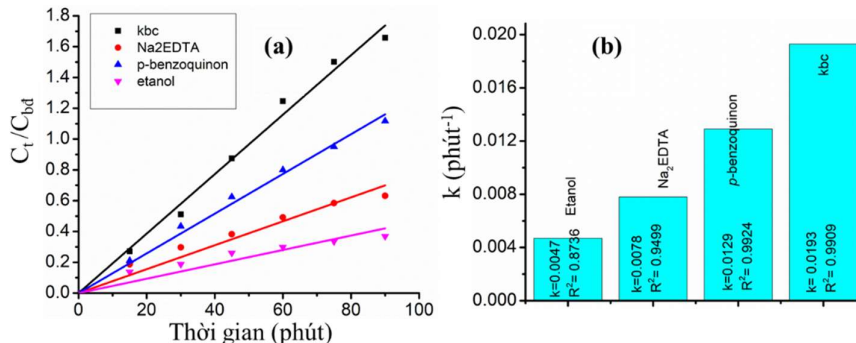 (a)
kbc
Na2EDTA
p-benzoquinon
etanol
1.8
1.6
1.4
1.2
1.0
0.8
0.6
0.4
0.2
0.0
Ct/Cbd
0 20 40 60 80 100
Thời gian (phút)
(b)
0.020
0.016
0.012
0.008
0.004
0.000
k (phút⁻¹)
Etanol
k=0.0047
R²= 0.8736
Na₂EDTA
k=0.0078
R²= 0.9499
p-benzoquinon
k=0.0129
R²= 0.9924
kbc
k= 0.0193
R²= 0.9909